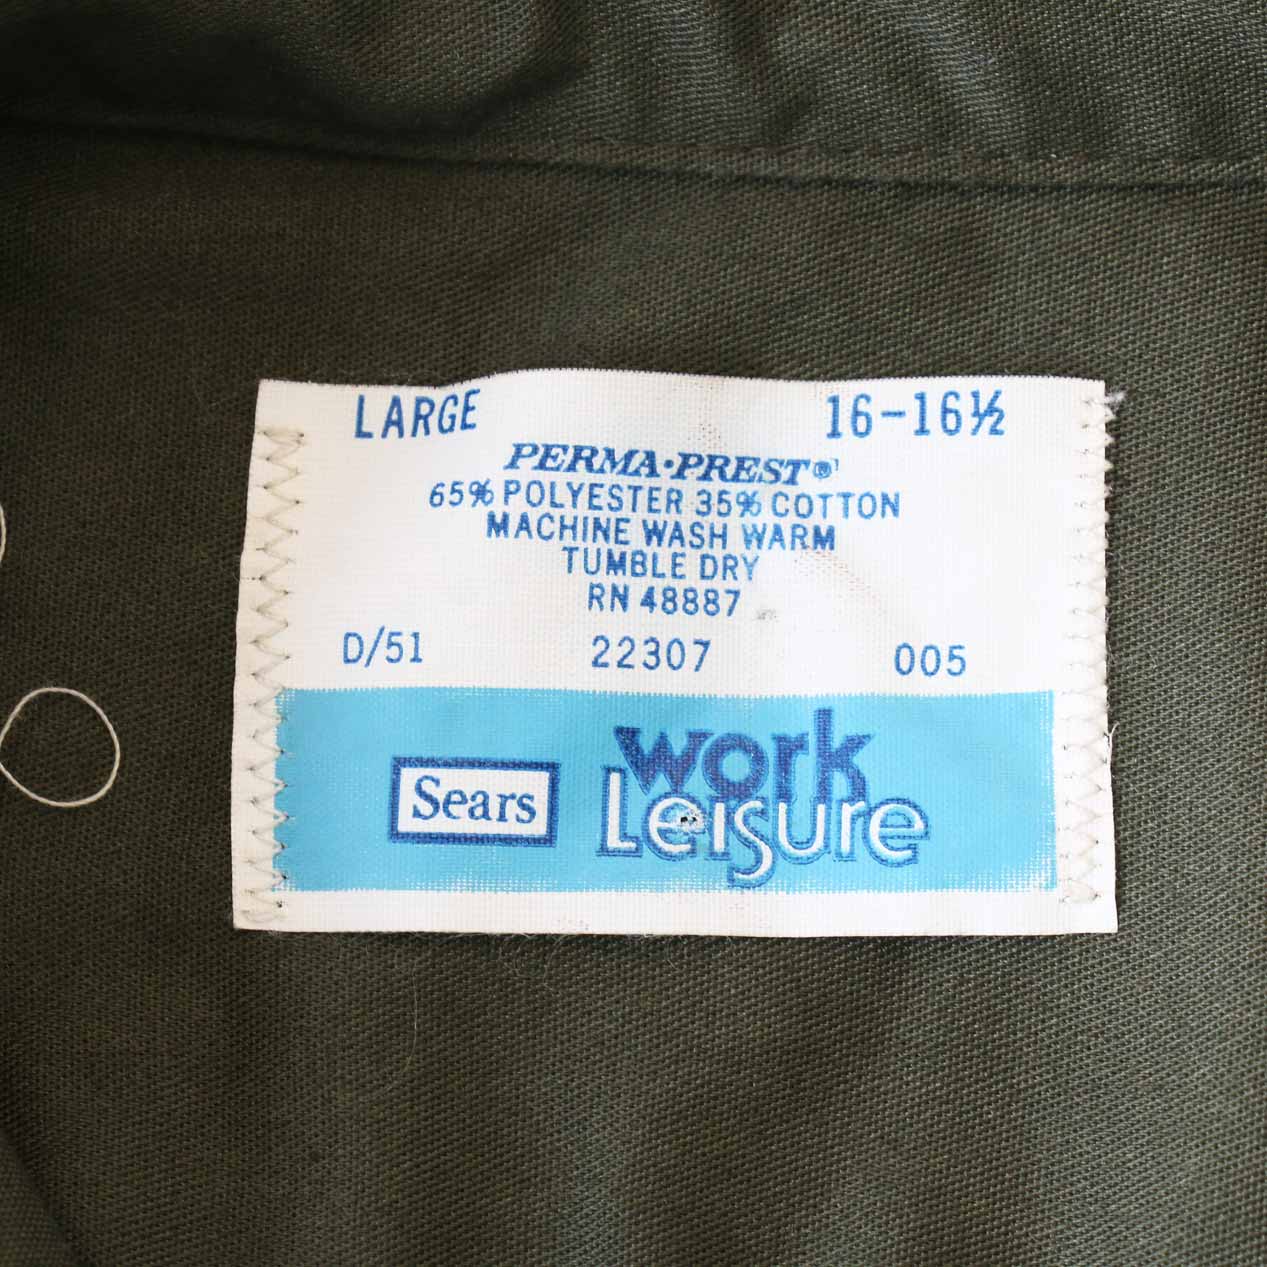 LARGE 16-16½
PERMA·PREST®
65% POLYESTER 35% COTTON
MACHINE WASH WARM
TUMBLE DRY
RN 48887
D/51 22307 005
Sears work
Leisure